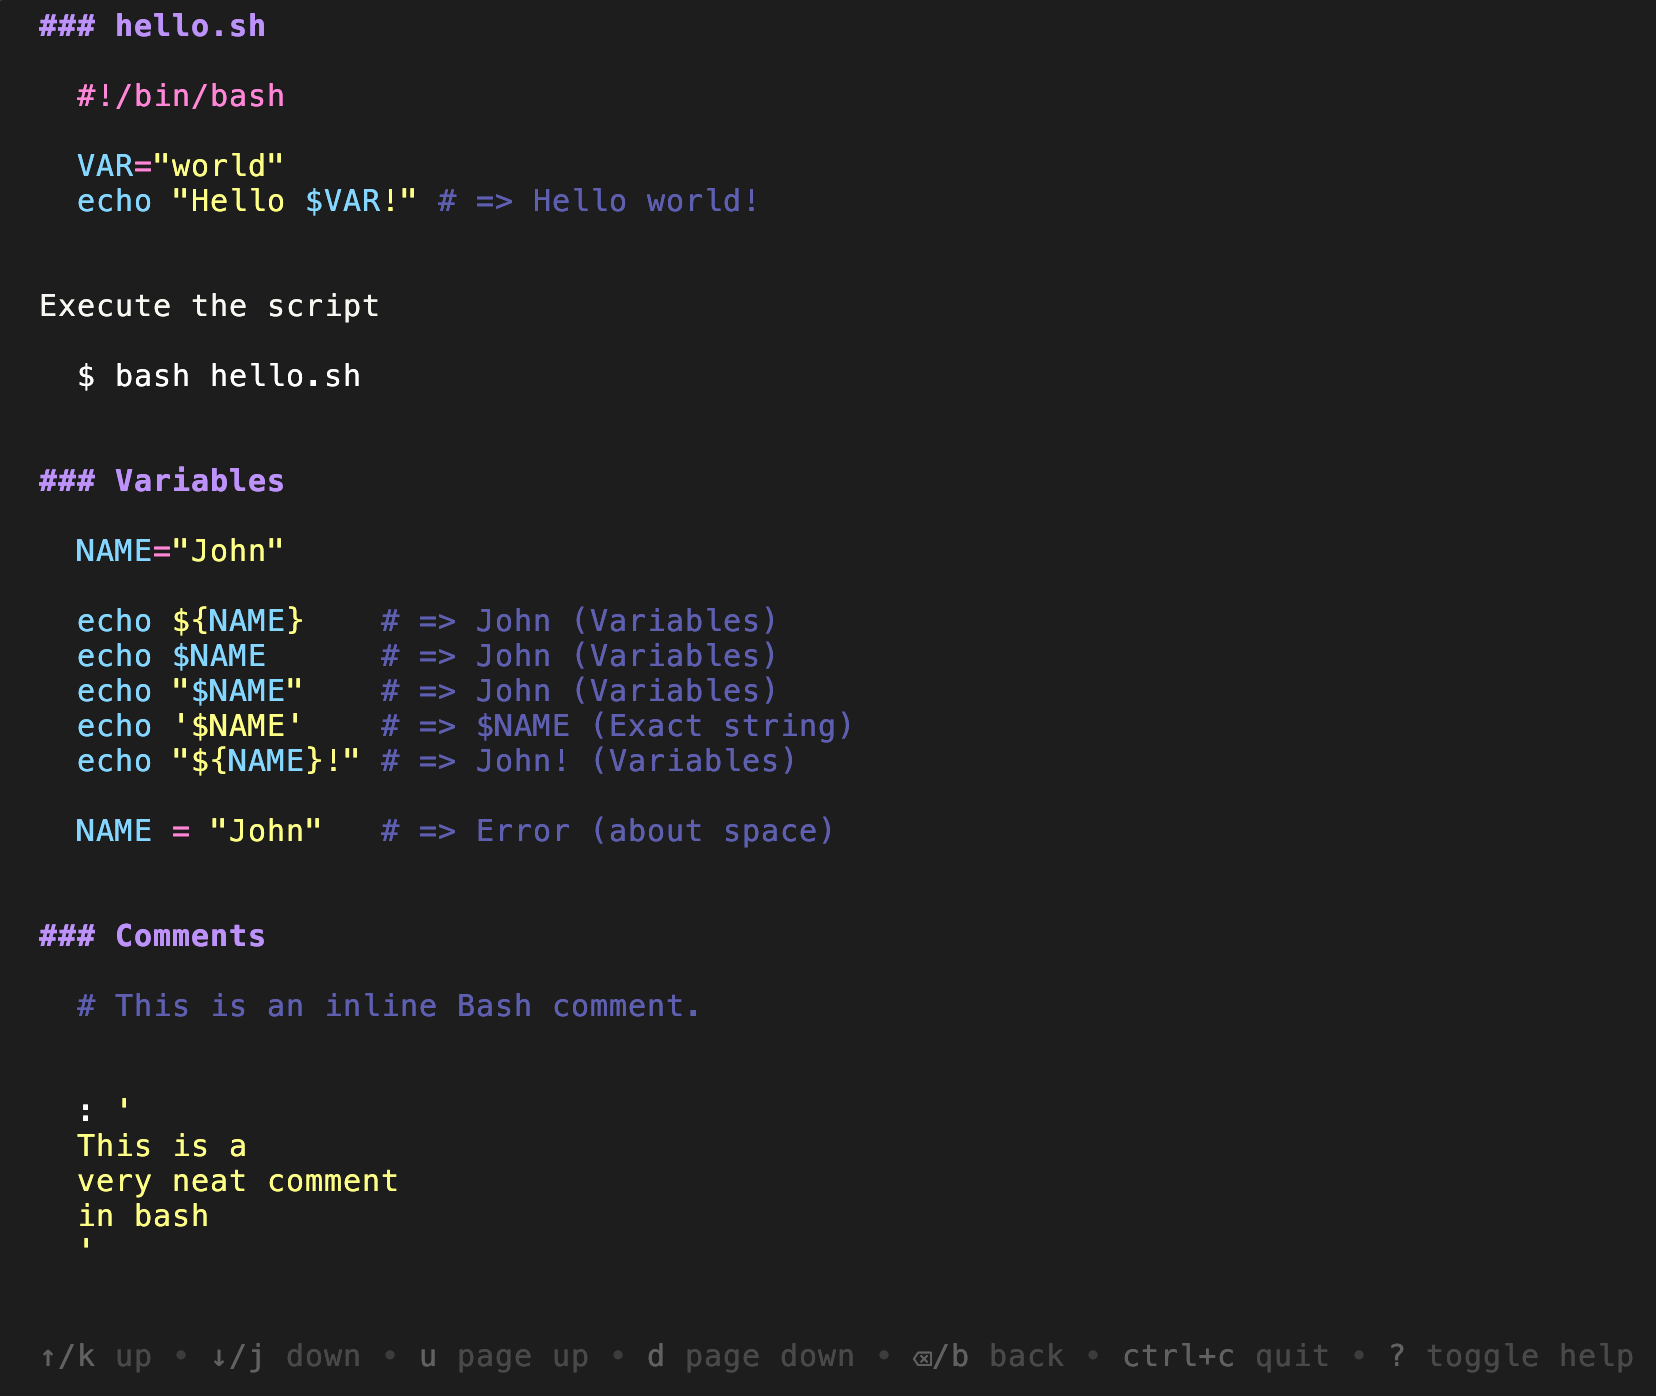 ### hello.sh
#!/bin/bash
VAR="world"
echo "Hello $VAR!" # => Hello world!
Execute the script
$ bash hello.sh
### Variables
NAME="John"
echo ${NAME}    # => John (Variables)
echo $NAME      # => John (Variables)
echo "$NAME"    # => John (Variables)
echo '$NAME'    # => $NAME (Exact string)
echo "${NAME}!" # => John! (Variables)
NAME = "John"   # => Error (about space)
### Comments
# This is an inline Bash comment.
: '
This is a
very neat comment
in bash
'
↑/k up • ↓/j down • u page up • d page down • ⌫/b back • ctrl+c quit • ? toggle help